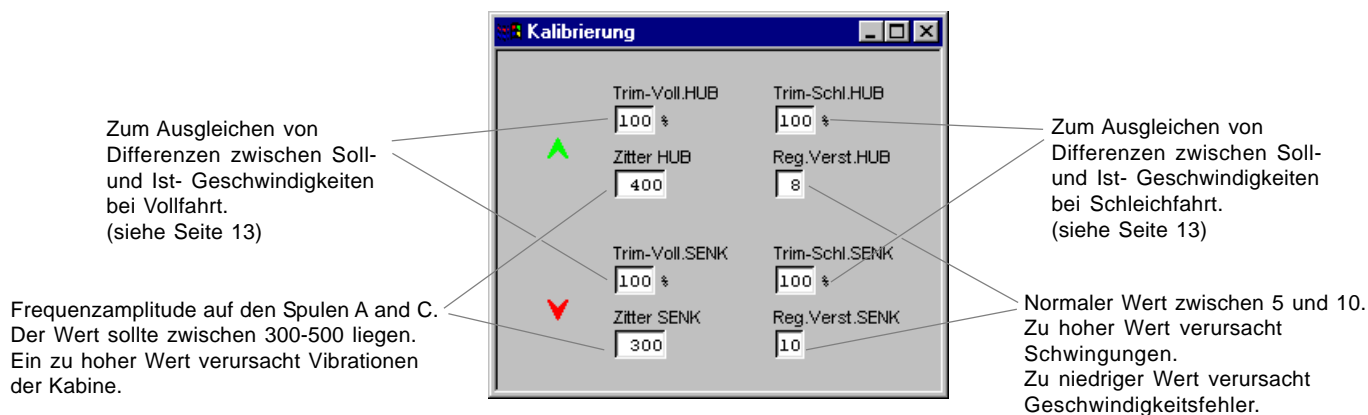 Kalibrierung
Trim-Voll.HUB
100 %
Trim-Schl.HUB
100 %
Zitter HUB
400
Reg.Verst.HUB
8
Trim-Voll.SENK
100 %
Trim-Schl.SENK
100 %
Zitter SENK
300
Reg.Verst.SENK
10
Zum Ausgleichen von
Differenzen zwischen Soll-
und Ist- Geschwindigkeiten
bei Vollfahrt.
(siehe Seite 13)
Frequenzamplitude auf den Spulen A and C.
Der Wert sollte zwischen 300-500 liegen.
Ein zu hoher Wert verursacht Vibrationen
der Kabine.
Zum Ausgleichen von
Differenzen zwischen Soll-
und Ist- Geschwindigkeiten
bei Schleichfahrt.
(siehe Seite 13)
Normaler Wert zwischen 5 und 10.
Zu hoher Wert verursacht
Schwingungen.
Zu niedriger Wert verursacht
Geschwindigkeitsfehler.